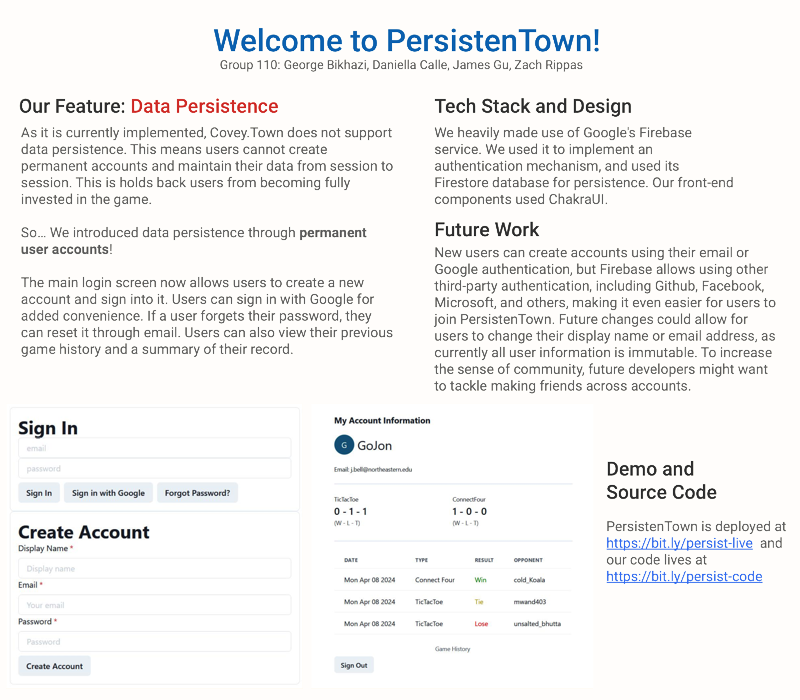 Welcome to PersistenTown!
Group 110: George Bikhazi, Daniella Calle, James Gu, Zach Rippas
Our Feature: Data Persistence
As it is currently implemented, Covey.Town does not support
data persistence. This means users cannot create
permanent accounts and maintain their data from session to
session. This is holds back users from becoming fully
invested in the game.
So... We introduced data persistence through permanent
user accounts!
The main login screen now allows users to create a new
account and sign into it. Users can sign in with Google for
added convenience. If a user forgets their password, they
can reset it through email. Users can also view their previous
game history and a summary of their record.
Tech Stack and Design
We heavily made use of Google's Firebase
service. We used it to implement an
authentication mechanism, and used its
Firestore database for persistence. Our front-end
components used ChakraUI.
Future Work
New users can create accounts using their email or
Google authentication, but Firebase allows using other
third-party authentication, including Github, Facebook,
Microsoft, and others, making it even easier for users to
join PersistenTown. Future changes could allow for
users to change their display name or email address, as
currently all user information is immutable. To increase
the sense of community, future developers might want
to tackle making friends across accounts.
Sign In
email
password
Sign In Sign in with Google Forgot Password?
Create Account
Display Name *
Display name
Email *
Your email
Password *
Password
Create Account
My Account Information
G GoJon
Email: j.bell@northeastern.edu
TicTacToe ConnectFour
0 - 1 - 1 1 - 0 - 0
(W - L - T) (W - L - T)
DATE TYPE RESULT OPPONENT
Mon Apr 08 2024 Connect Four Win cold_Koala
Mon Apr 08 2024 TicTacToe Tie mwand403
Mon Apr 08 2024 TicTacToe Lose unsalted_bhutta
Game History
Sign Out
Demo and
Source Code
PersistenTown is deployed at
https://bit.ly/persist-live and
our code lives at
https://bit.ly/persist-code